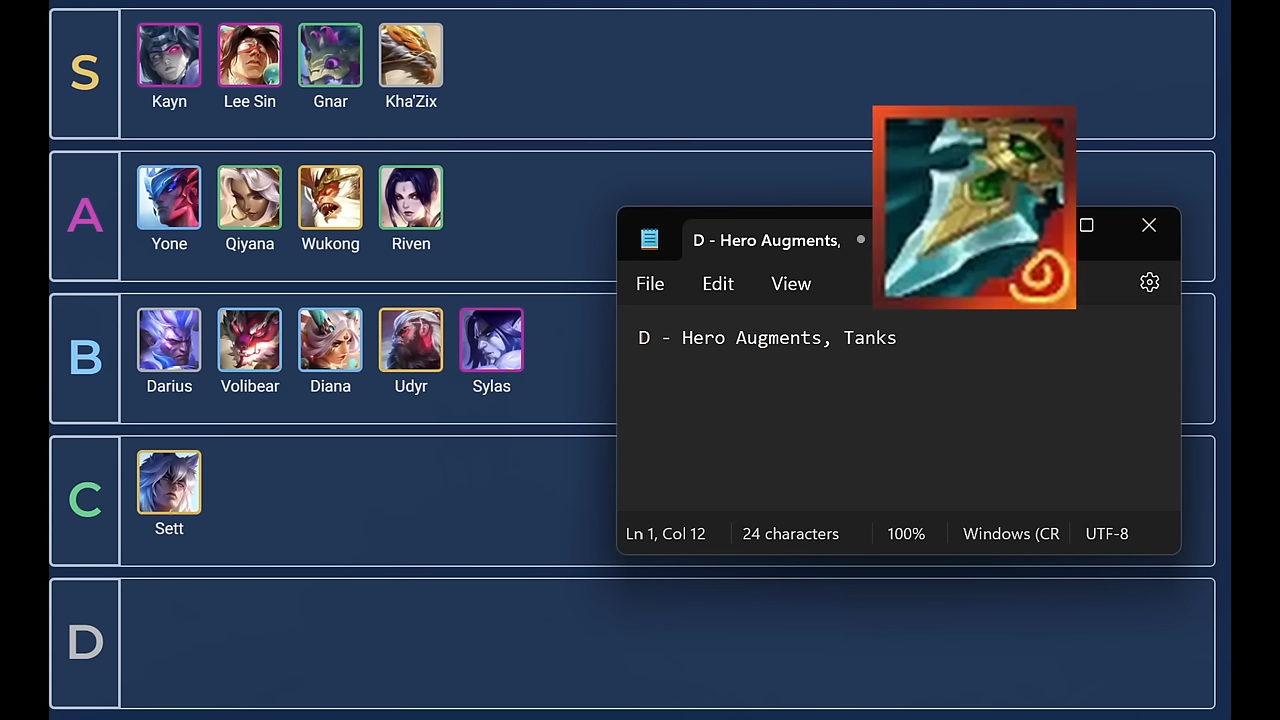 S
Kayn Lee Sin Gnar Kha'Zix
A
Yone Qiyana Wukong Riven
B
Darius Volibear Diana Udyr Sylas
C
Sett
D
D - Hero Augments,
File Edit View
D - Hero Augments, Tanks
Ln 1, Col 12 24 characters 100% Windows (CR UTF-8